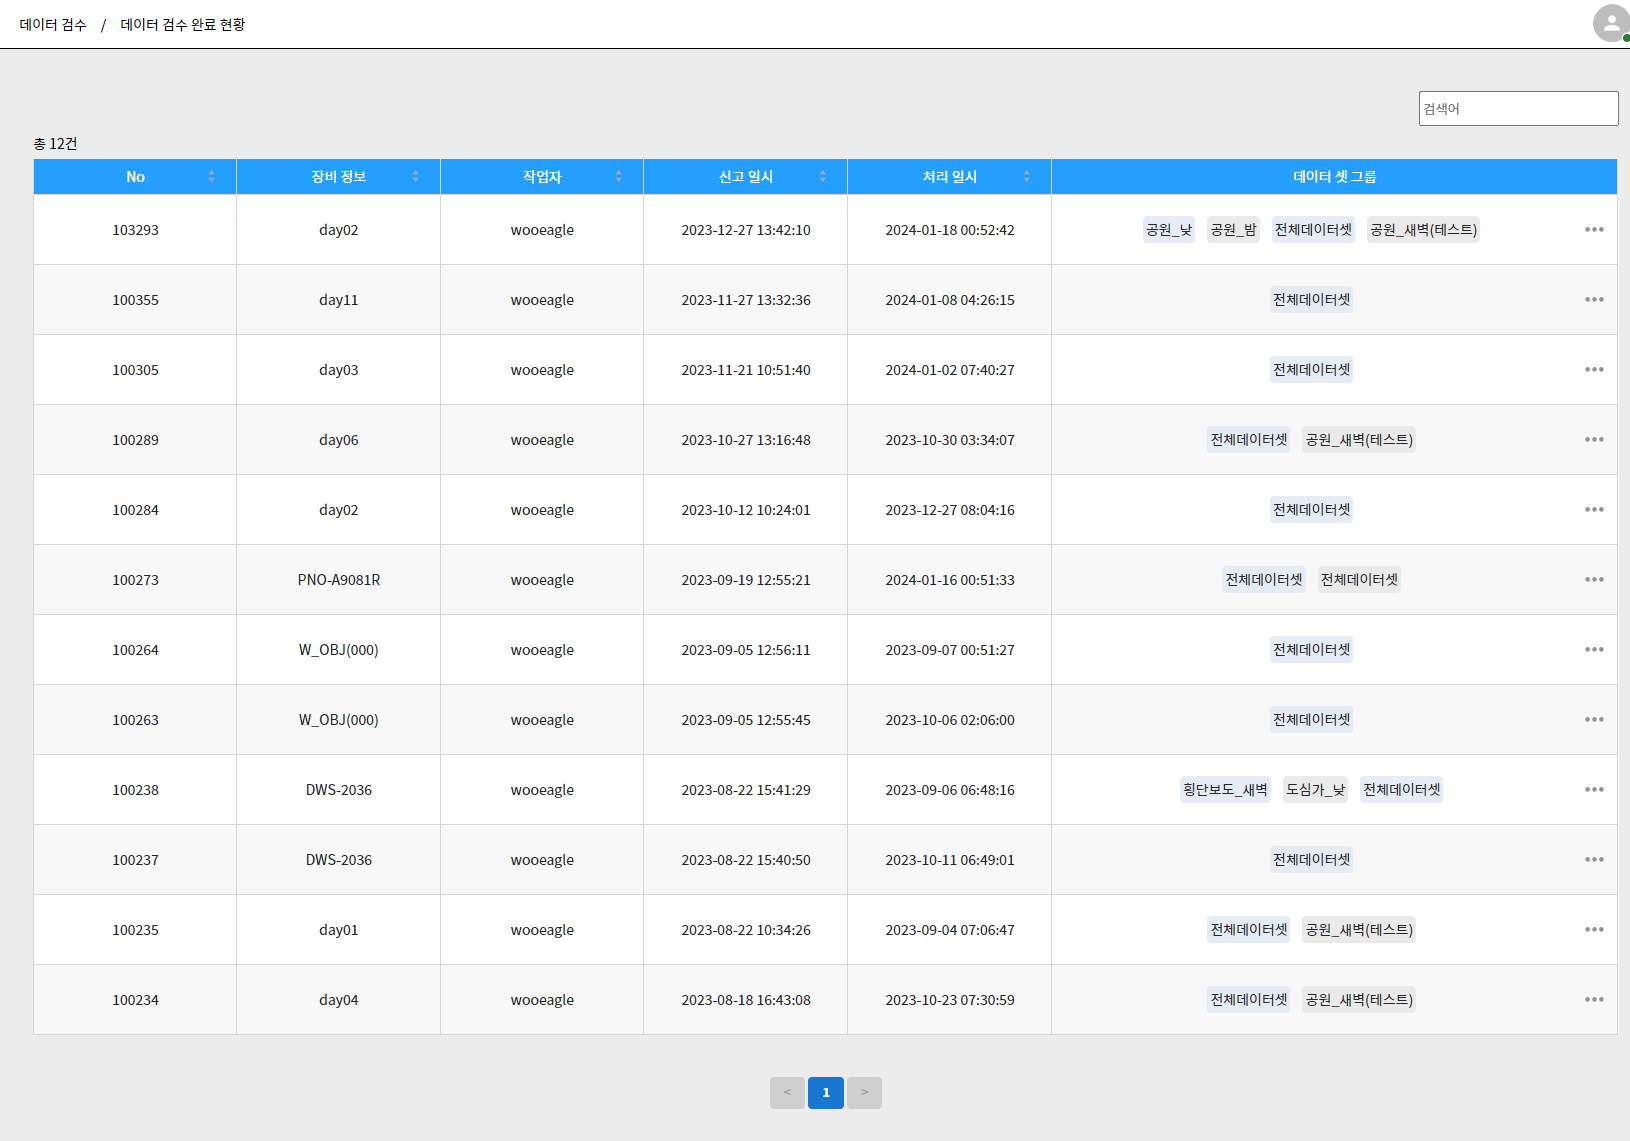 데이터 검수 / 데이터 검수 완료 현황
검색어
총 12건
No 장비 정보 작업자 신고 일시 처리 일시 데이터 셋 그룹
103293 day02 wooeagle 2023-12-27 13:42:10 2024-01-18 00:52:42 공원_낮 공원_밤 전체데이터셋 공원_새벽(테스트)
100355 day11 wooeagle 2023-11-27 13:32:36 2024-01-08 04:26:15 전체데이터셋
100305 day03 wooeagle 2023-11-21 10:51:40 2024-01-02 07:40:27 전체데이터셋
100289 day06 wooeagle 2023-10-27 13:16:48 2023-10-30 03:34:07 전체데이터셋 공원_새벽(테스트)
100284 day02 wooeagle 2023-10-12 10:24:01 2023-12-27 08:04:16 전체데이터셋
100273 PNO-A9081R wooeagle 2023-09-19 12:55:21 2024-01-16 00:51:33 전체데이터셋 전체데이터셋
100264 W_OBJ(000) wooeagle 2023-09-05 12:56:11 2023-09-07 00:51:27 전체데이터셋
100263 W_OBJ(000) wooeagle 2023-09-05 12:55:45 2023-10-06 02:06:00 전체데이터셋
100238 DWS-2036 wooeagle 2023-08-22 15:41:29 2023-09-06 06:48:16 횡단보도_새벽 도심가_낮 전체데이터셋
100237 DWS-2036 wooeagle 2023-08-22 15:40:50 2023-10-11 06:49:01 전체데이터셋
100235 day01 wooeagle 2023-08-22 10:34:26 2023-09-04 07:06:47 전체데이터셋 공원_새벽(테스트)
100234 day04 wooeagle 2023-08-18 16:43:08 2023-10-23 07:30:59 전체데이터셋 공원_새벽(테스트)
< 1 >